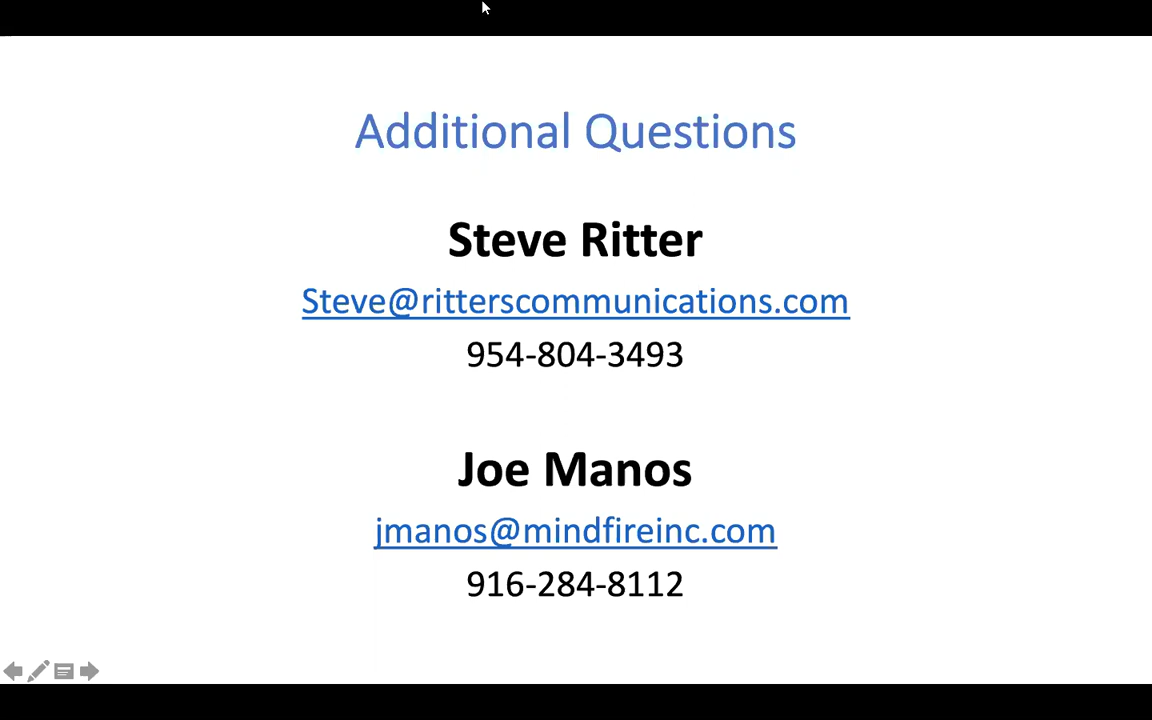 Additional Questions
Steve Ritter
Steve@ritterscommunications.com
954-804-3493
Joe Manos
jmanos@mindfireinc.com
916-284-8112